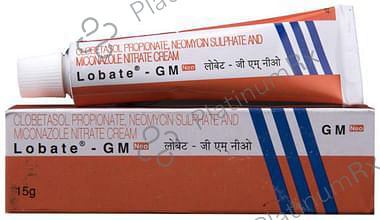 CLOBETASOL PROPIONATE, NEOMYCIN SULPHATE AND
MICONAZOLE NITRATE CREAM
Lobate® - GM Neo लोबेट - जी एम् नीओ
CLOBETASOL PROPIONATE, NEOMYCIN SULPHATE AND
MICONAZOLE NITRATE CREAM
Lobate® - GM Neo लोबेट - जी एम् नीओ
GM Neo
15g
PlatinumRx